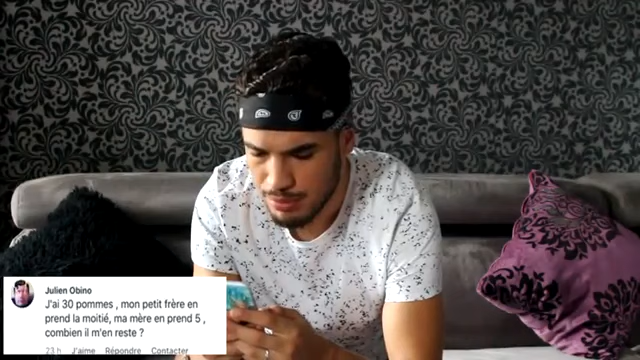 Julien Obino
J'ai 30 pommes , mon petit frère en
prend la moitié, ma mère en prend 5 ,
combien il m'en reste ?
23 h J'aime Répondre Contacter